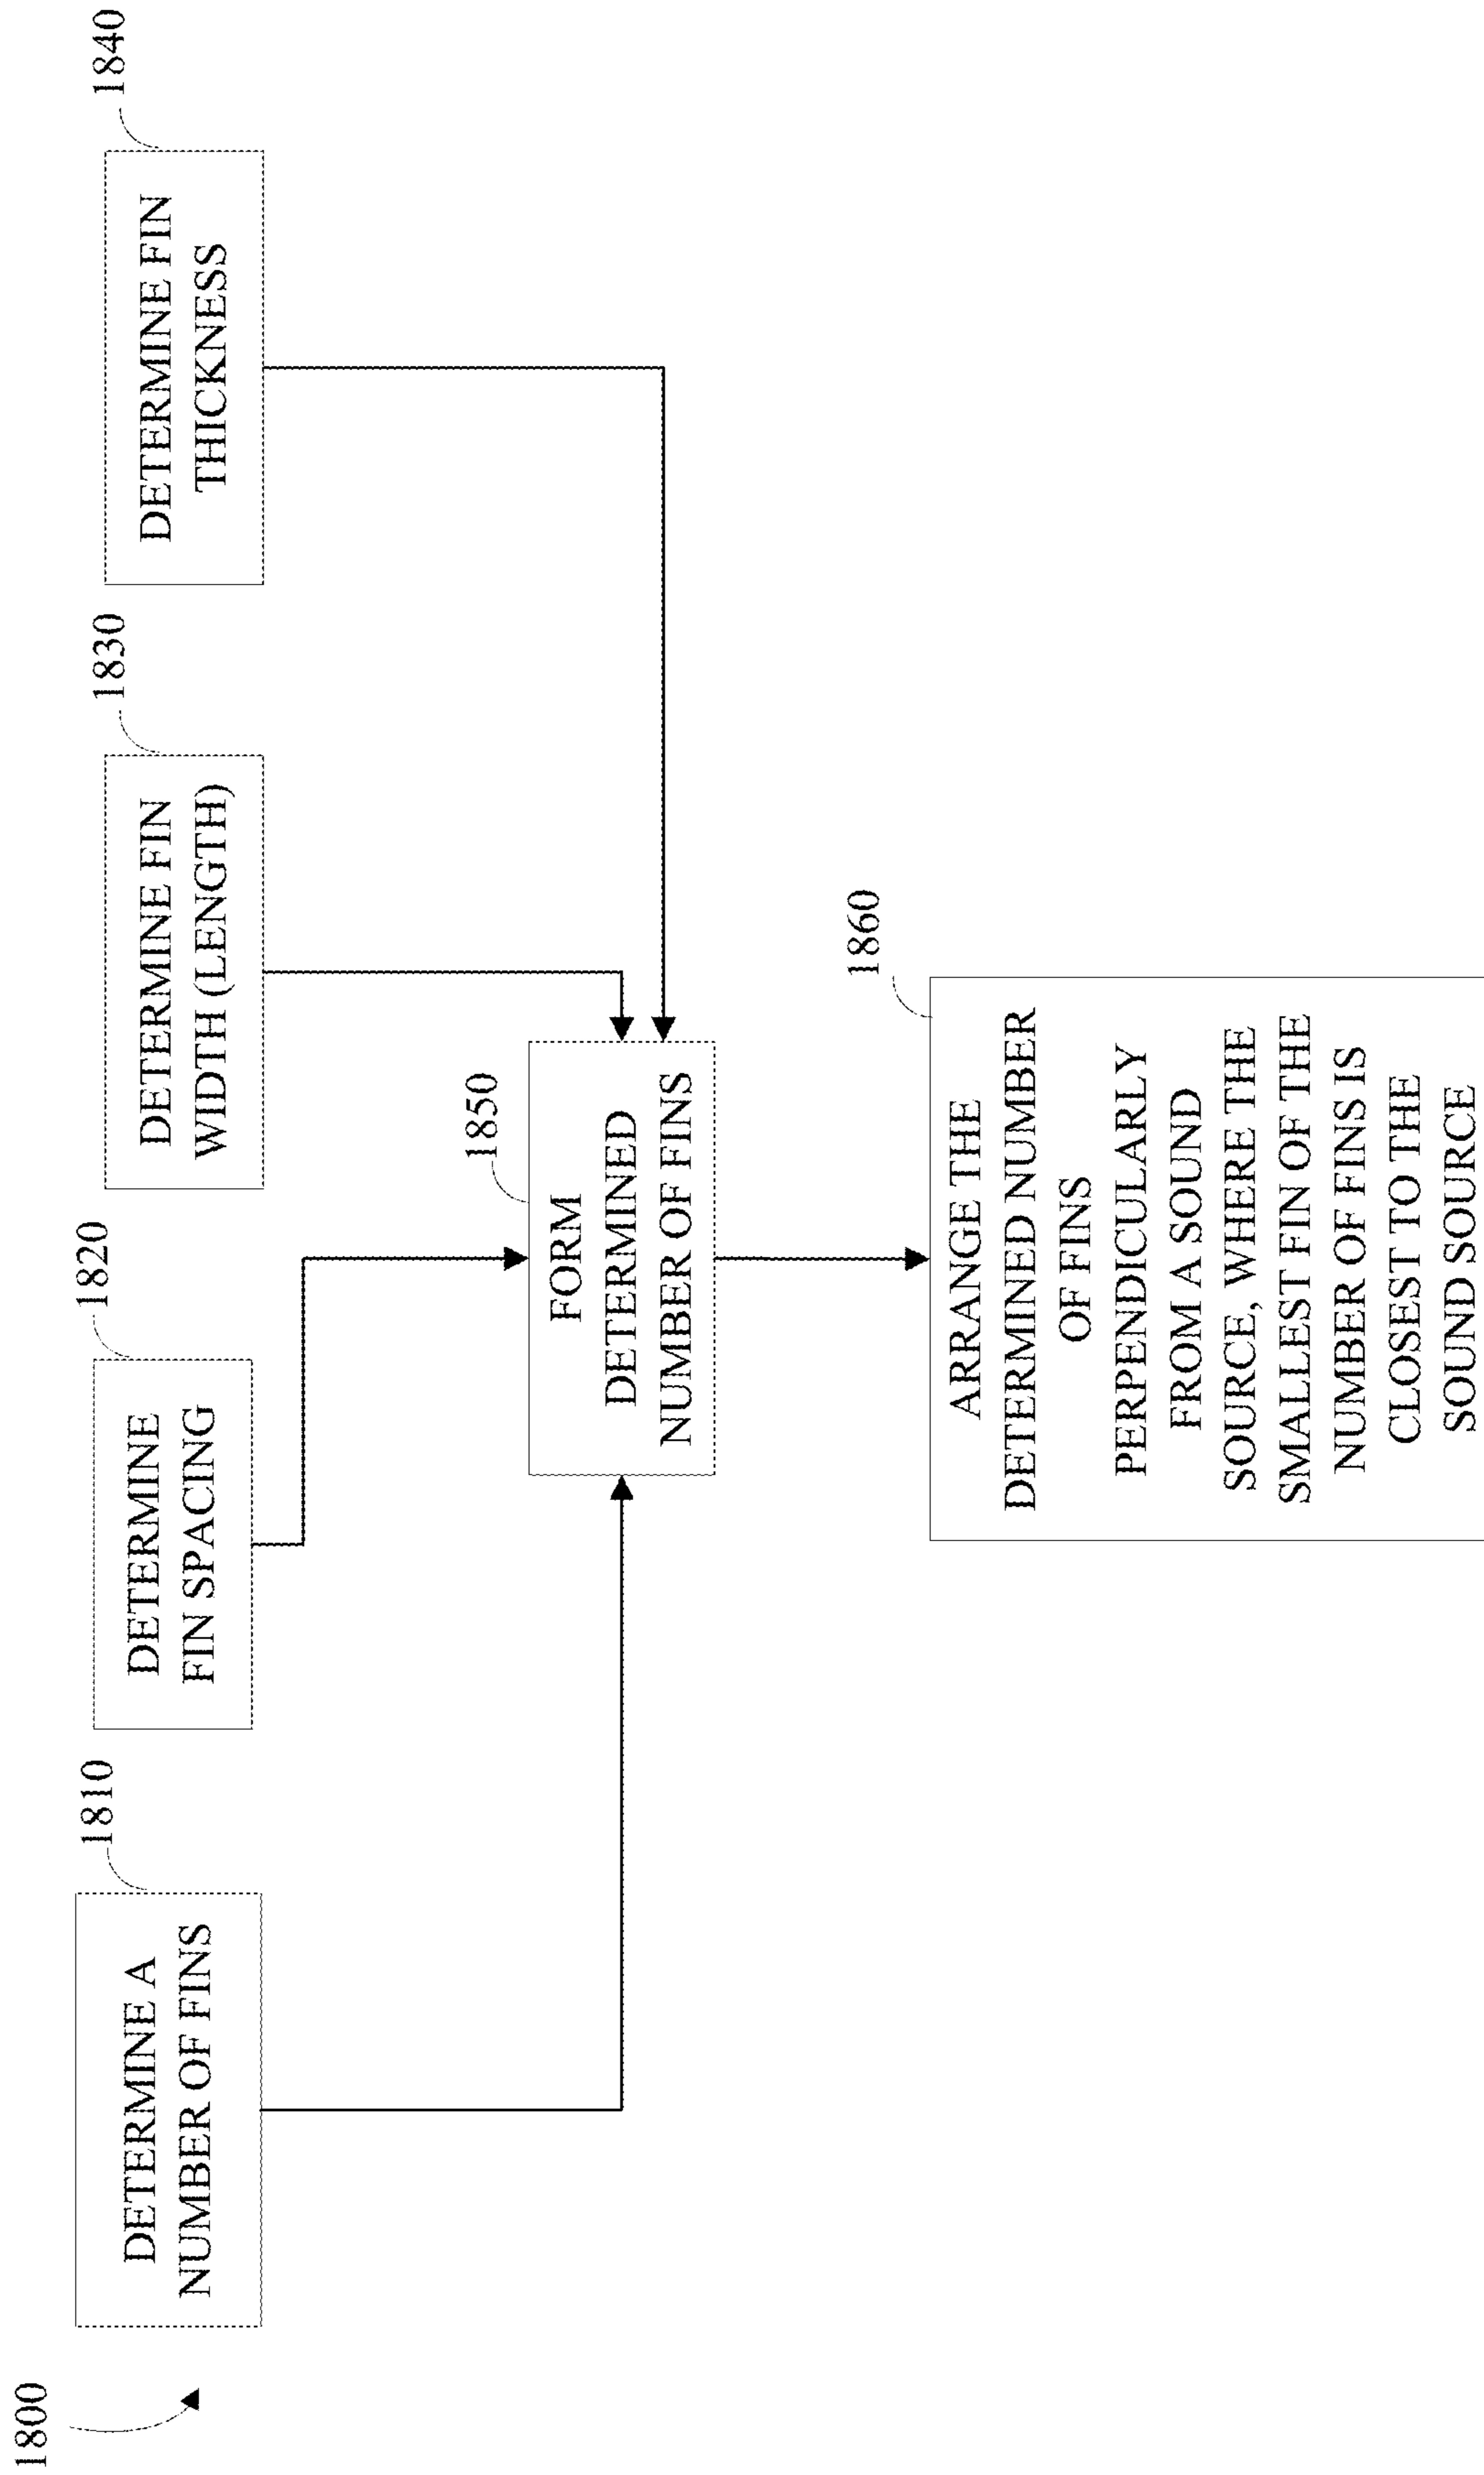 1800
1810
DETERMINE A
NUMBER OF FINS
1820
DETERMINE
FIN SPACING
1830
DETERMINE FIN
WIDTH (LENGTH)
1840
DETERMINE FIN
THICKNESS
1850
FORM
DETERMINED
NUMBER OF FINS
1860
ARRANGE THE
DETERMINED NUMBER
OF FINS
PERPENDICULARLY
FROM A SOUND
SOURCE, WHERE THE
SMALLEST FIN OF THE
NUMBER OF FINS IS
CLOSEST TO THE
SOUND SOURCE